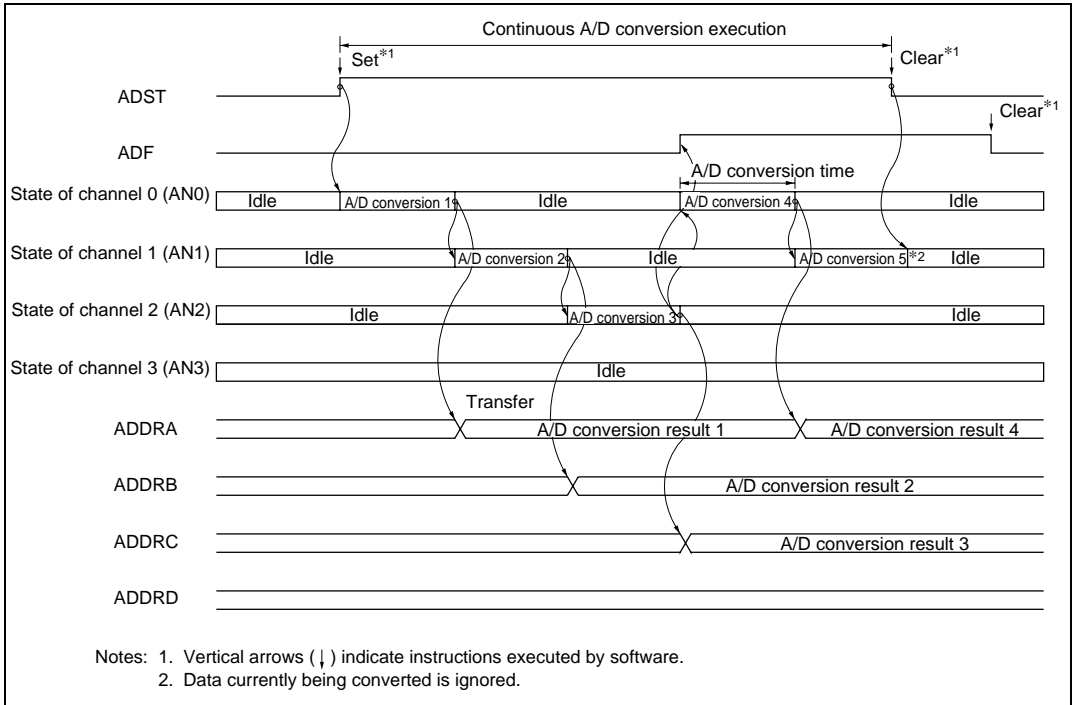 Continuous A/D conversion execution
Set*1
Clear*1
ADST
Clear*1
ADF
A/D conversion time
State of channel 0 (AN0)
Idle
A/D conversion 1
Idle
A/D conversion 4
Idle
State of channel 1 (AN1)
Idle
A/D conversion 2
Idle
A/D conversion 5
*2
Idle
State of channel 2 (AN2)
Idle
A/D conversion 3
Idle
State of channel 3 (AN3)
Idle
Transfer
ADDRA
A/D conversion result 1
A/D conversion result 4
ADDRB
A/D conversion result 2
ADDRC
A/D conversion result 3
ADDRD
Notes: 1. Vertical arrows (↓) indicate instructions executed by software.
2. Data currently being converted is ignored.